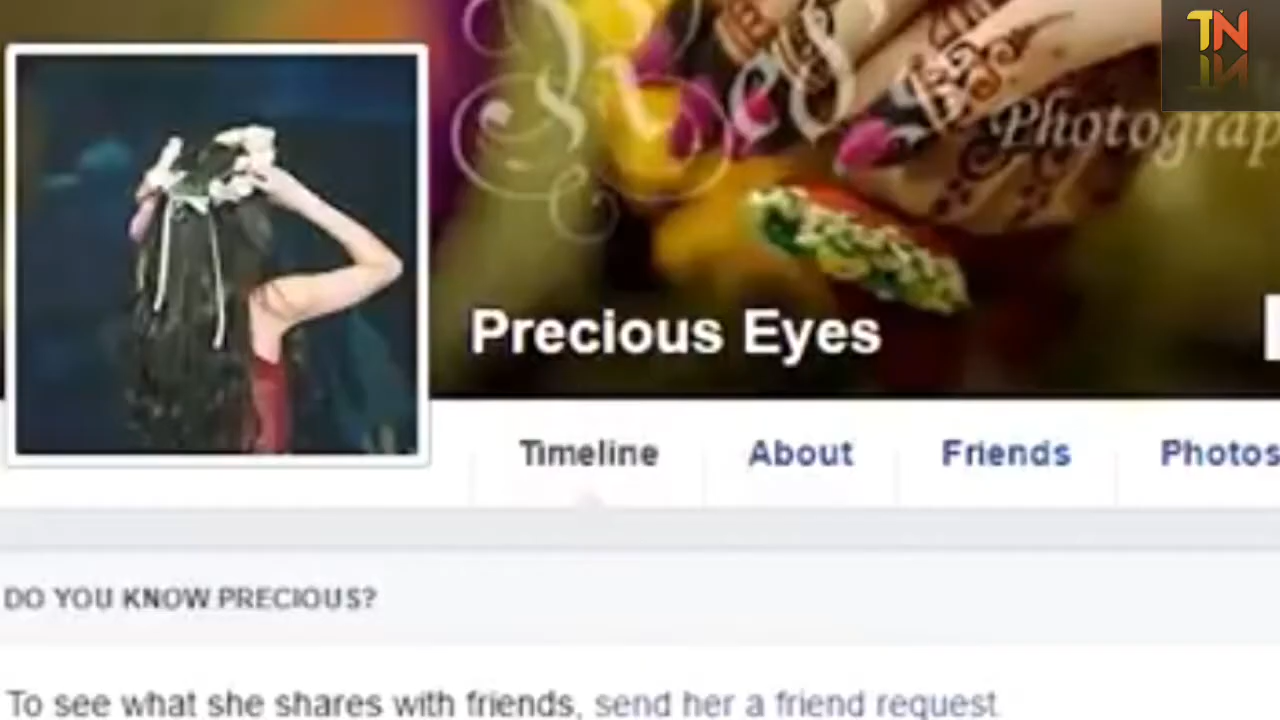 TN
Photograp
Precious Eyes
Timeline
About
Friends
Photos
DO YOU KNOW PRECIOUS?
To see what she shares with friends, send her a friend request